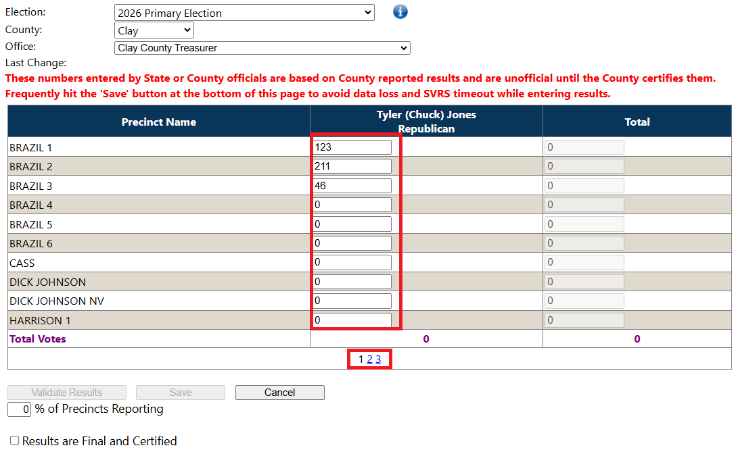 Election: 2026 Primary Election i
County: Clay
Office: Clay County Treasurer
Last Change:
These numbers entered by State or County officials are based on County reported results and are unofficial until the County certifies them.
Frequently hit the 'Save' button at the bottom of this page to avoid data loss and SVRS timeout while entering results.
Precinct Name Tyler (Chuck) Jones Republican Total
BRAZIL 1 123 0
BRAZIL 2 211 0
BRAZIL 3 46 0
BRAZIL 4 0 0
BRAZIL 5 0 0
BRAZIL 6 0 0
CASS 0 0
DICK JOHNSON 0 0
DICK JOHNSON NV 0 0
HARRISON 1 0 0
Total Votes 0 0
1 2 3
Validate Results Save Cancel
0 % of Precincts Reporting
Results are Final and Certified